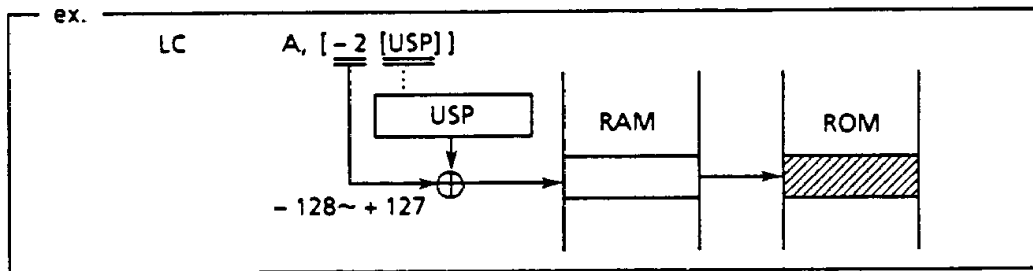 ex.
LC A, [ – 2 [USP] ]
USP
RAM
ROM
– 128~ + 127